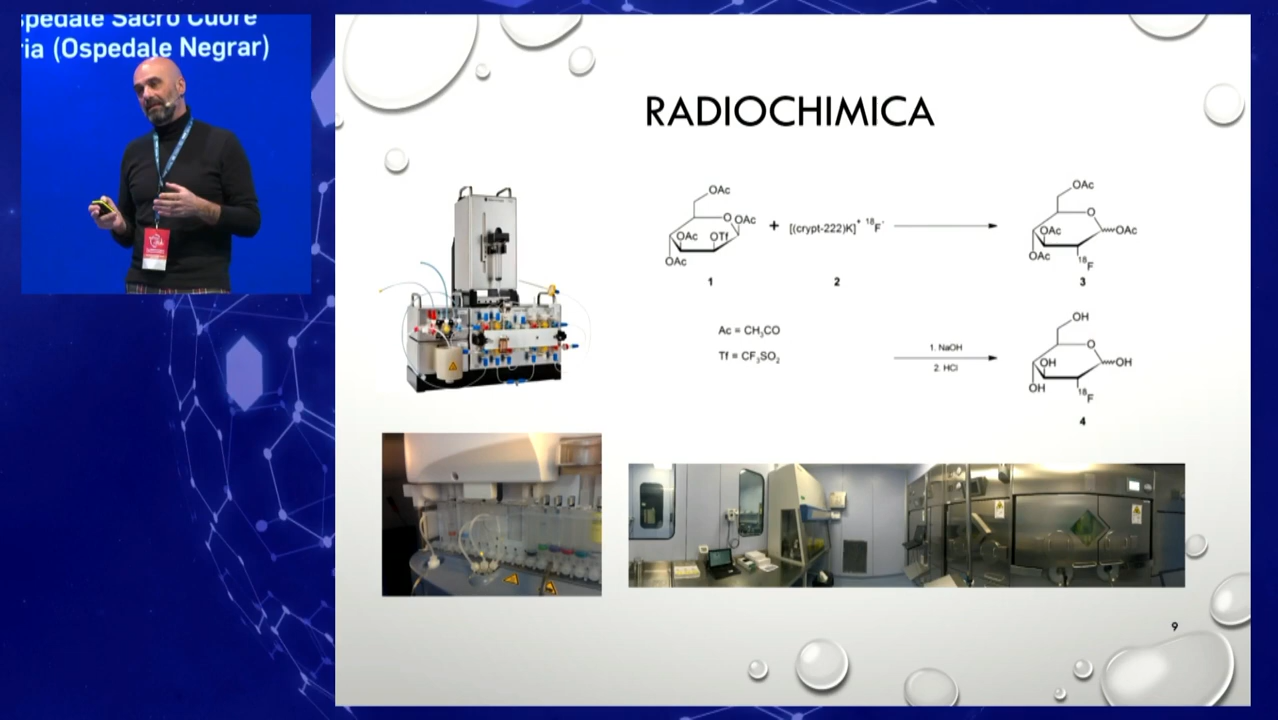 spedale Sacro Cuore
ria (Ospedale Negrar)
RADIOCHIMICA
OAc
O OAc
OAc OTf
OAc
1
+ [(crypt-222)K]⁺ ¹⁸F⁻
2
OAc
O
OAc OAc
OAc
¹⁸F
3
Ac = CH₃CO
Tf = CF₃SO₂
1. NaOH
2. HCl
OH
O
OH OH
OH
¹⁸F
4
9